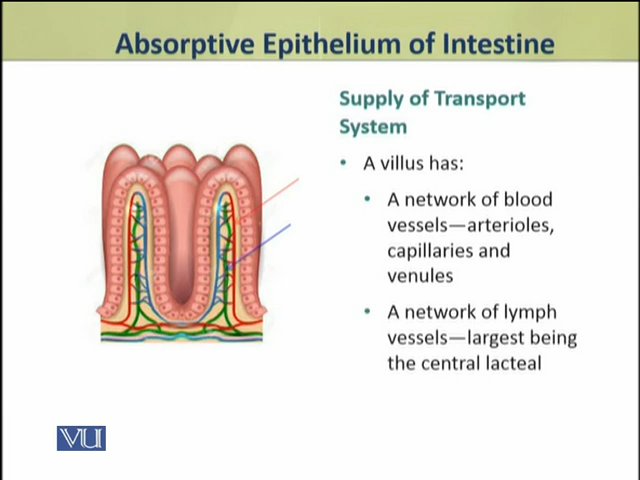 Absorptive Epithelium of Intestine
Supply of Transport
System
• A villus has:
• A network of blood
vessels—arterioles,
capillaries and
venules
• A network of lymph
vessels—largest being
the central lacteal
VU